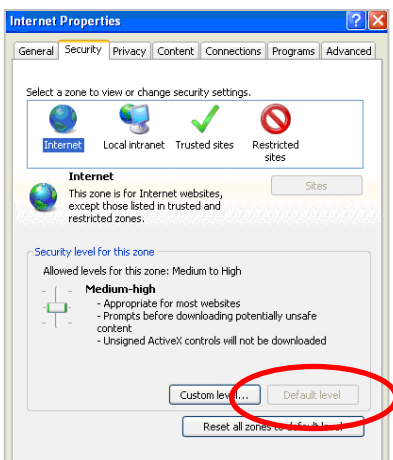 Internet Properties
General Security Privacy Content Connections Programs Advanced
Select a zone to view or change security settings.
Internet Local intranet Trusted sites Restricted
sites
Internet
Sites
This zone is for Internet websites,
except those listed in trusted and
restricted zones.
Security level for this zone
Allowed levels for this zone: Medium to High
Medium-high
- Appropriate for most websites
- Prompts before downloading potentially unsafe
content
- Unsigned ActiveX controls will not be downloaded
Custom level... Default level
Reset all zones to default level